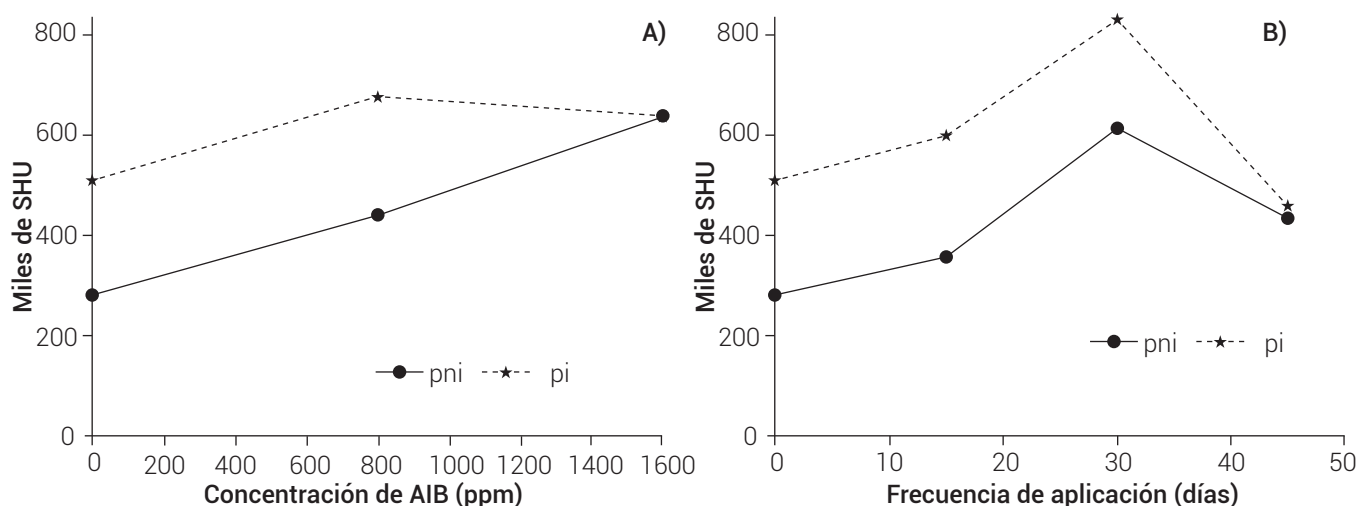 A)
800
600
400
200
0
Miles de SHU
pni pi
0 200 400 600 800 1000 1200 1400 1600
Concentración de AIB (ppm)
B)
800
600
400
200
0
Miles de SHU
pni pi
0 10 20 30 40 50
Frecuencia de aplicación (días)